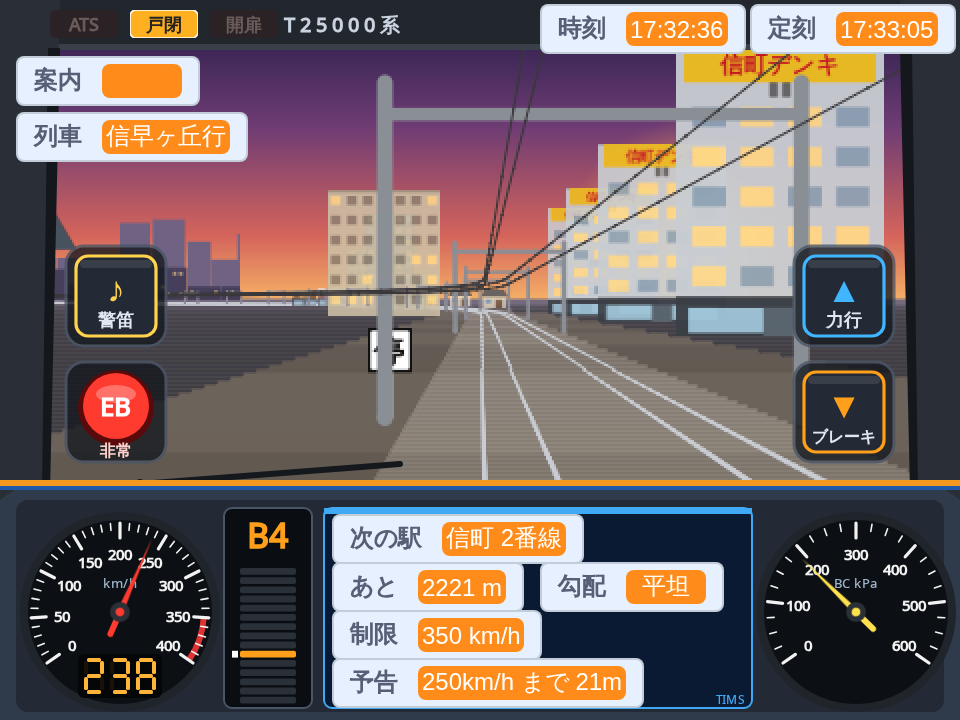 ATS 戸閉 開扉 T25000系
時刻 17:32:36 定刻 17:33:05
案内
列車 信早ヶ丘行
信町デンキ
停
♪
警笛
EB
非常
▲
力行
▼
ブレーキ
0 50 100 150 200 250 300 350 400
km/h
238
B4
次の駅 信町 2番線
あと 2221 m 勾配 平坦
制限 350 km/h
予告 250km/h まで 21m
TIMS
0 100 200 300 400 500 600
BC kPa